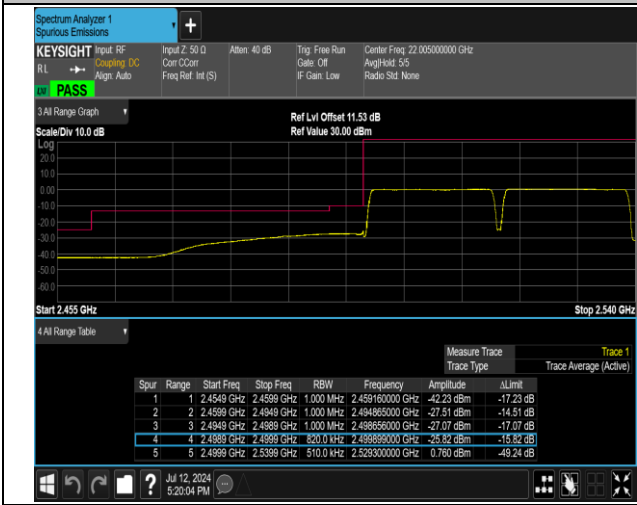 Spectrum Analyzer 1
Spurious Emissions
+
KEYSIGHT Input: RF Input Z: 50 Ω Atten: 40 dB Trig: Free Run Center Freq: 22.005000000 GHz
RL Coupling: DC Corr CCorr Gate: Off Avg|Hold: 5/5
Align: Auto Freq Ref: Int (S) IF Gain: Low Radio Std: None
PASS
3 All Range Graph
Ref Lvl Offset 11.53 dB
Scale/Div 10.0 dB Ref Value 30.00 dBm
Log
20.0
10.0
0.00
-10.0
-20.0
-30.0
-40.0
-50.0
-60.0
Start 2.455 GHz Stop 2.540 GHz
4 All Range Table
Measure Trace Trace 1
Trace Type Trace Average (Active)
Spur Range Start Freq Stop Freq RBW Frequency Amplitude ΔLimit
1 1 2.4549 GHz 2.4599 GHz 1.000 MHz 2.459160000 GHz -42.23 dBm -17.23 dB
2 2 2.4599 GHz 2.4949 GHz 1.000 MHz 2.494865000 GHz -27.51 dBm -14.51 dB
3 3 2.4949 GHz 2.4989 GHz 1.000 MHz 2.498656000 GHz -27.07 dBm -17.07 dB
4 4 2.4989 GHz 2.4999 GHz 820.0 kHz 2.499899000 GHz -25.82 dBm -15.82 dB
5 5 2.4999 GHz 2.5399 GHz 510.0 kHz 2.529300000 GHz 0.760 dBm -49.24 dB
? Jul 12, 2024
5:20:04 PM